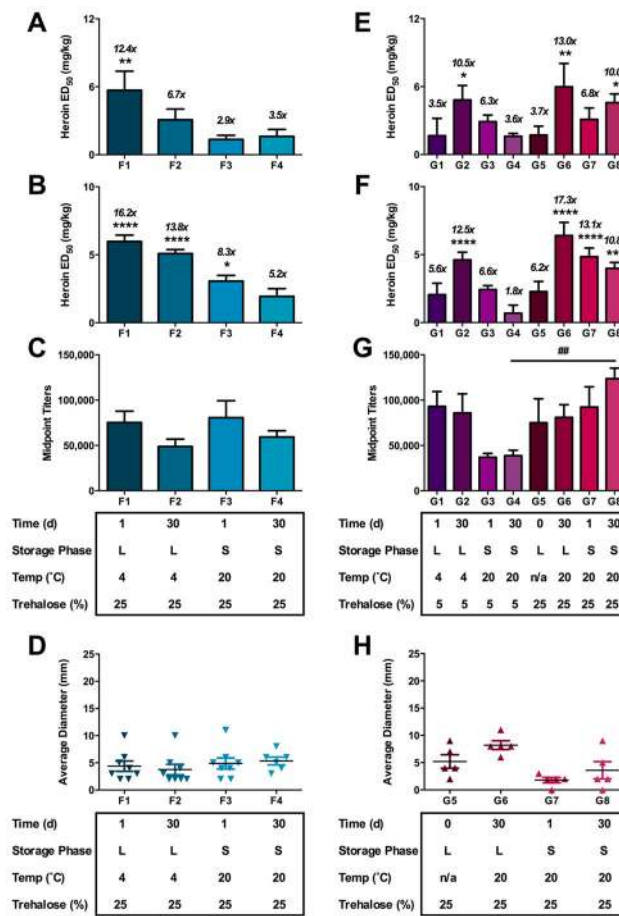 A
Heroin ED50 (mg/kg)
12
6
0
12.4x
**
6.7x
2.9x
3.5x
F1 F2 F3 F4
B
Heroin ED50 (mg/kg)
10
5
0
16.2x
****
13.8x
****
8.3x
*
5.2x
F1 F2 F3 F4
C
Midpoint Titers
150,000
100,000
50,000
0
F1 F2 F3 F4
Time (d) 1 30 1 30
Storage Phase L L S S
Temp (˚C) 4 4 20 20
Trehalose (%) 25 25 25 25
D
Average Diameter (mm)
25
20
15
10
5
0
F1 F2 F3 F4
Time (d) 1 30 1 30
Storage Phase L L S S
Temp (˚C) 4 4 20 20
Trehalose (%) 25 25 25 25
E
Heroin ED50 (mg/kg)
12
6
0
3.5x
10.5x
*
6.3x
3.6x
3.7x
13.0x
**
6.8x
10.0
*
G1 G2 G3 G4 G5 G6 G7 G8
F
Heroin ED50 (mg/kg)
10
5
0
5.6x
12.5x
****
6.6x
1.8x
6.2x
17.3x
****
13.1x
****
10.8
**
G1 G2 G3 G4 G5 G6 G7 G8
G
Midpoint Titers
150,000
100,000
50,000
0
##
G1 G2 G3 G4 G5 G6 G7 G8
Time (d) 1 30 1 30 0 30 1 30
Storage Phase L L S S L L S S
Temp (˚C) 4 4 20 20 n/a 20 20 20
Trehalose (%) 5 5 5 5 25 25 25 25
H
Average Diameter (mm)
25
20
15
10
5
0
G5 G6 G7 G8
Time (d) 0 30 1 30
Storage Phase L L S S
Temp (˚C) n/a 20 20 20
Trehalose (%) 25 25 25 25